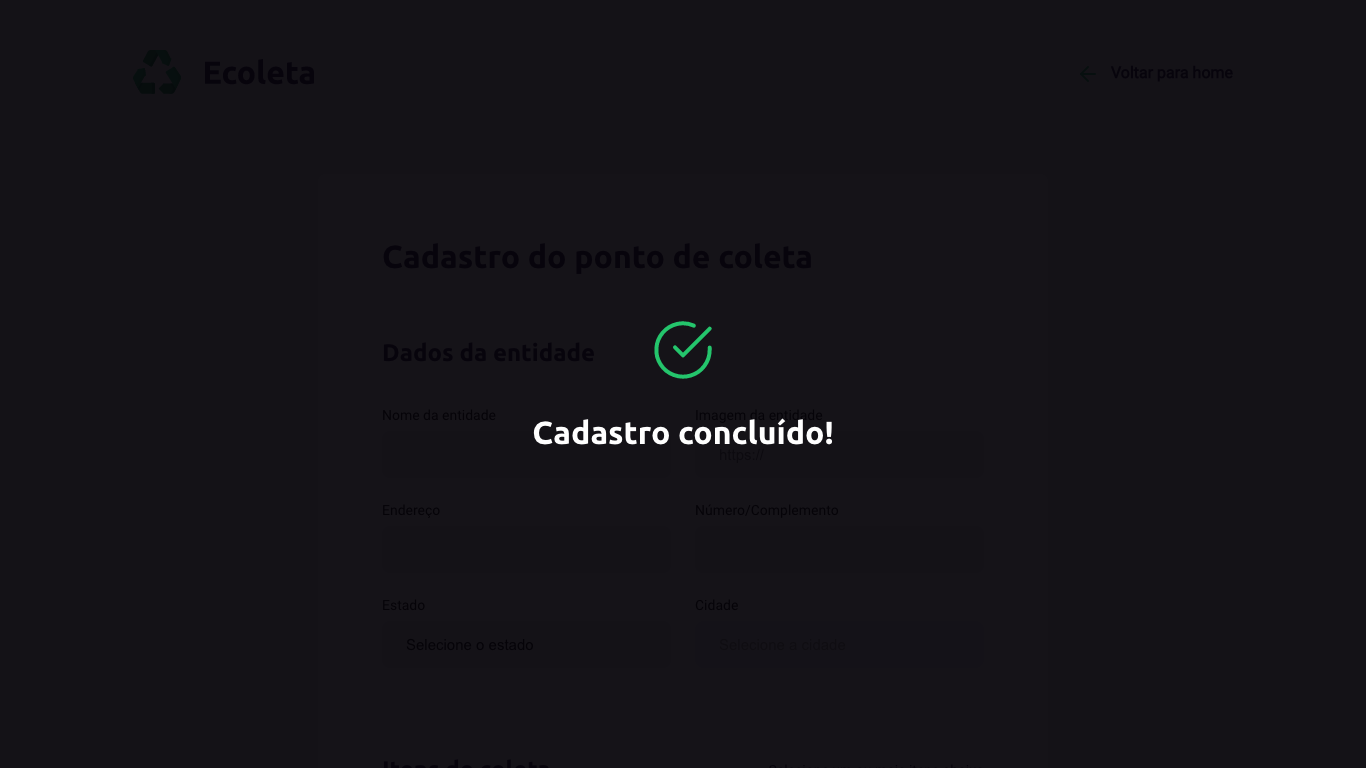 Ecoleta
Voltar para home
Cadastro do ponto de coleta
Dados da entidade
Nome da entidade
Imagem da entidade
Cadastro concluído!
https://
Endereço
Número/Complemento
Estado
Cidade
Selecione o estado
Selecione a cidade